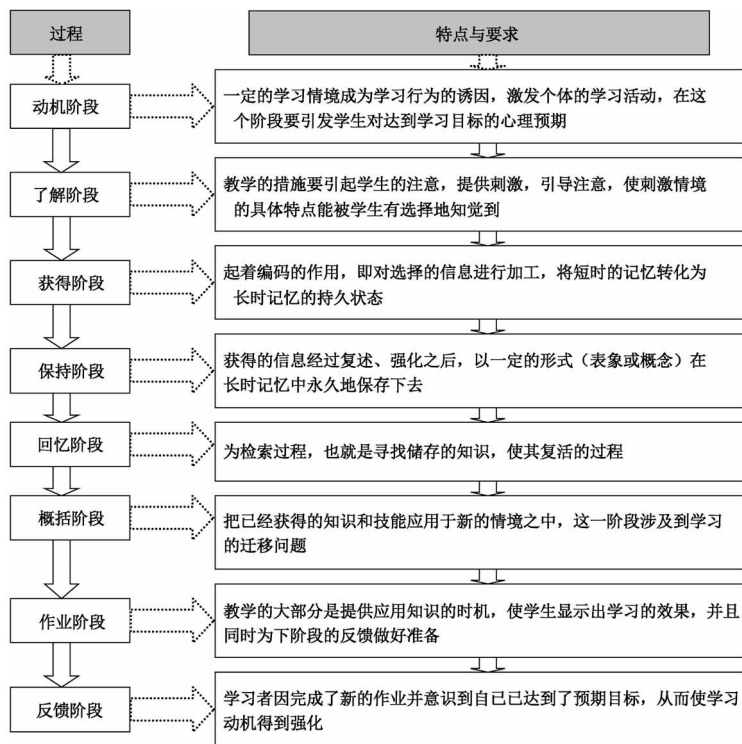 过程
特点与要求
动机阶段
一定的学习情境成为学习行为的诱因，激发个体的学习活动，在这
个阶段要引发学生对达到学习目标的心理预期
了解阶段
教学的措施要引起学生的注意，提供刺激，引导注意，使刺激情境
的具体特点能被学生有选择地知觉到
获得阶段
起着编码的作用，即对选择的信息进行加工，将短时的记忆转化为
长时记忆的持久状态
保持阶段
获得的信息经过复述、强化之后，以一定的形式（表象或概念）在
长时记忆中永久地保存下去
回忆阶段
为检索过程，也就是寻找储存的知识，使其复活的过程
概括阶段
把已经获得的知识和技能应用于新的情境之中，这一阶段涉及到学习
的迁移问题
作业阶段
教学的大部分是提供应用知识的时机，使学生显示出学习的效果，并且
同时为下阶段的反馈做好准备
反馈阶段
学习者因完成了新的作业并意识到自己已达到了预期目标，从而使学习
动机得到强化